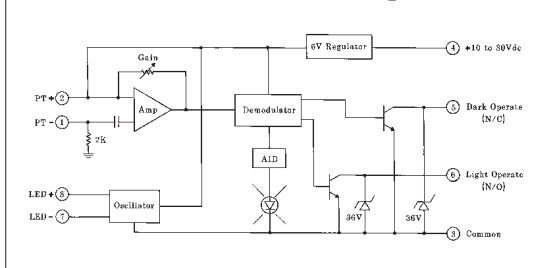 6V Regulator
4 +10 to 30Vdc
Gain
PT + 2
Amp
Demodulator
5 Dark Operate
(N/C)
PT - 1
2K
AID
6 Light Operate
(N/O)
LED + 8
Oscillator
36V
36V
LED - 7
3 Common